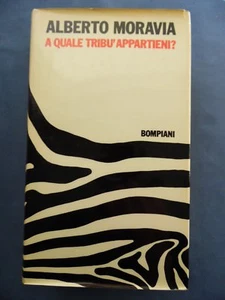 ALBERTO MORAVIA
A QUALE TRIBU'APPARTIENI?
BOMPIANI